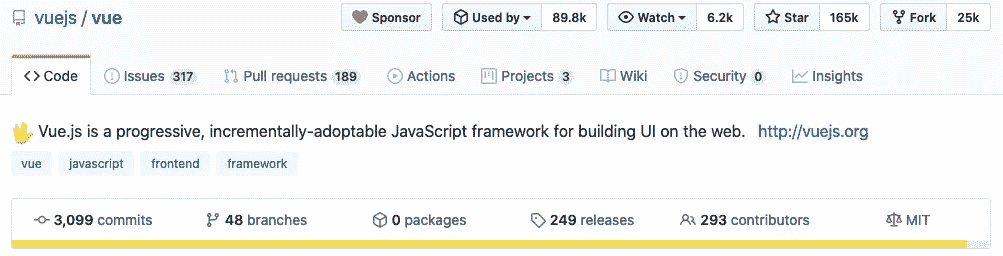 vuejs / vue Sponsor Used by 89.8k Watch 6.2k Star 165k Fork 25k
Code Issues 317 Pull requests 189 Actions Projects 3 Wiki Security 0 Insights
Vue.js is a progressive, incrementally-adoptable JavaScript framework for building UI on the web. http://vuejs.org
vue javascript frontend framework
3,099 commits 48 branches 0 packages 249 releases 293 contributors MIT